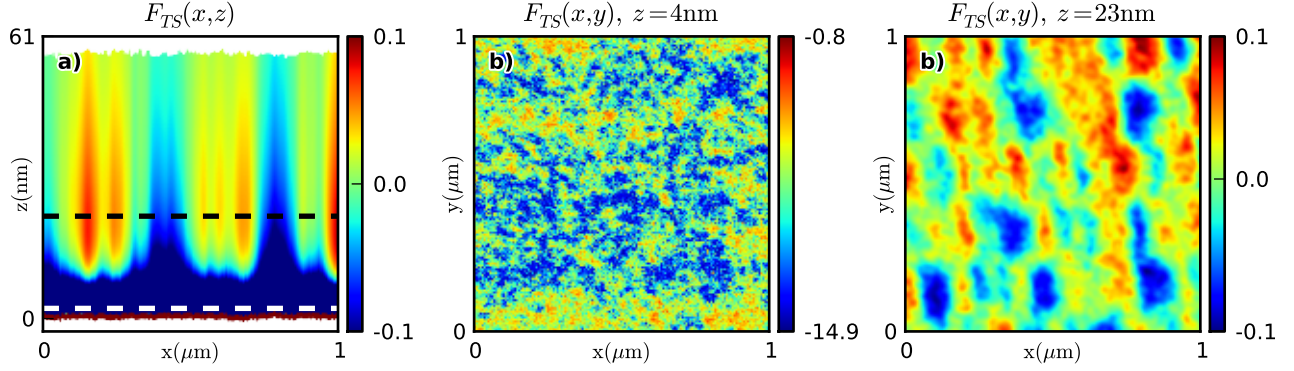 F_TS(x,z)
61
a)
z(nm)
0
0
x(μm)
1
0.1
0.0
-0.1
F_TS(x,y), z=4nm
1
b)
y(μm)
0
0
x(μm)
1
-0.8
-14.9
F_TS(x,y), z=23nm
1
b)
y(μm)
0
0
x(μm)
1
0.1
0.0
-0.1